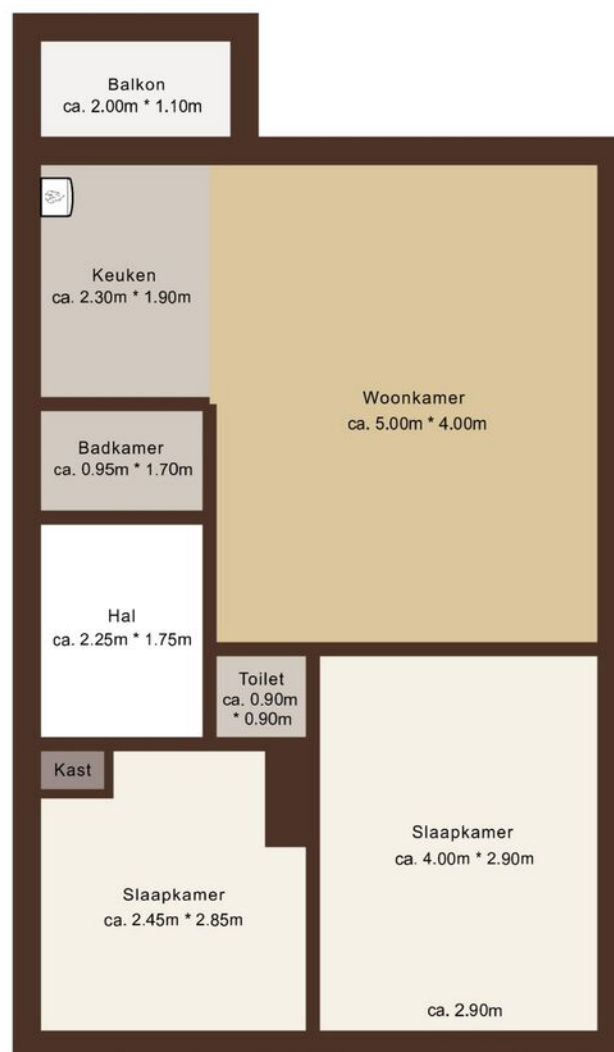 Balkon
ca. 2.00m * 1.10m
Keuken
ca. 2.30m * 1.90m
Woonkamer
ca. 5.00m * 4.00m
Badkamer
ca. 0.95m * 1.70m
Hal
ca. 2.25m * 1.75m
Toilet
ca. 0.90m
* 0.90m
Kast
Slaapkamer
ca. 4.00m * 2.90m
Slaapkamer
ca. 2.45m * 2.85m
ca. 2.90m